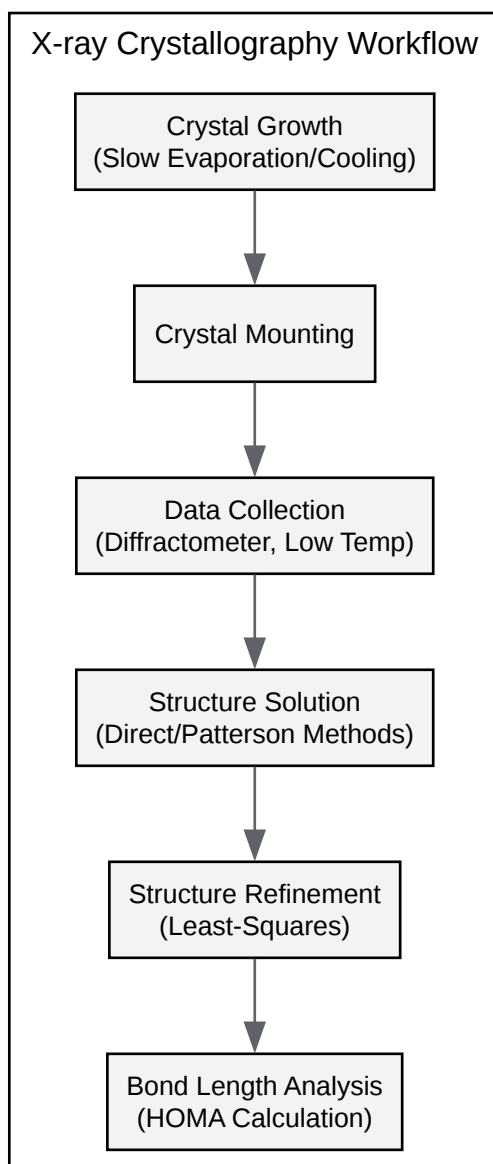 X-ray Crystallography Workflow
Crystal Growth
(Slow Evaporation/Cooling)
Crystal Mounting
Data Collection
(Diffractometer, Low Temp)
Structure Solution
(Direct/Patterson Methods)
Structure Refinement
(Least-Squares)
Bond Length Analysis
(HOMA Calculation)